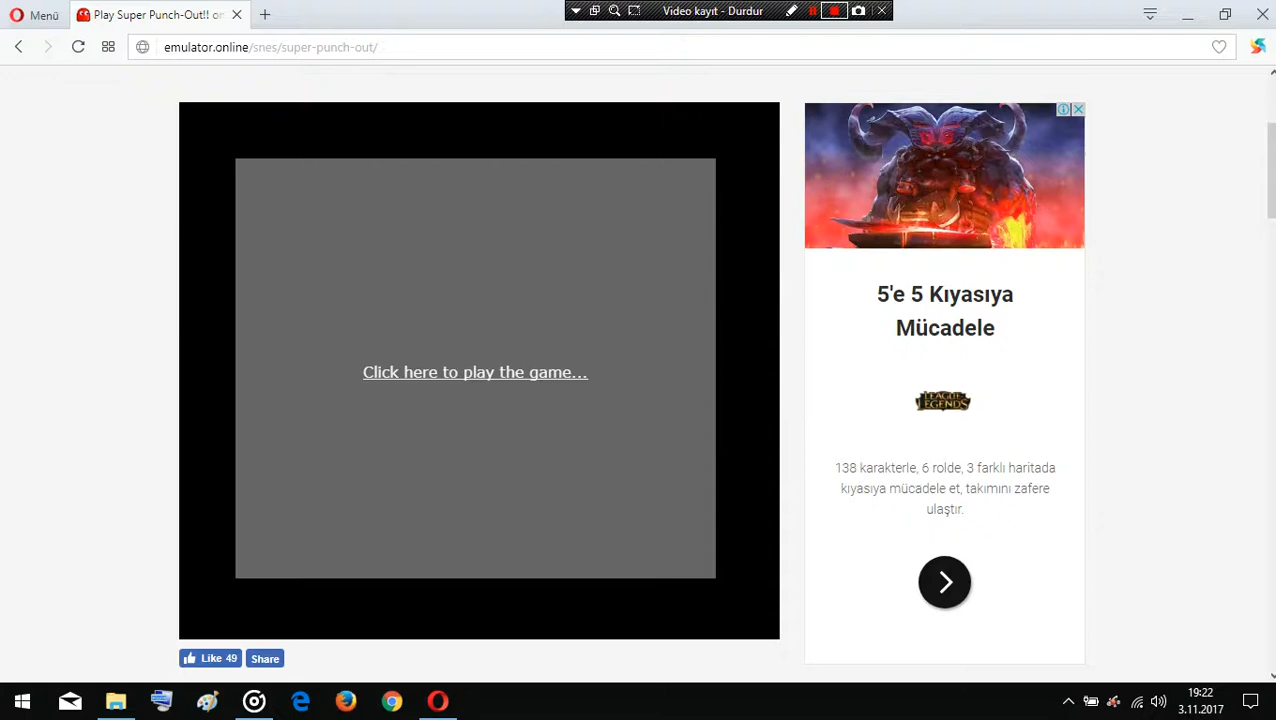 Menü
Play Super Punch-Out!! on
Video kayıt - Durdur
emulator.online/snes/super-punch-out/
Click here to play the game...
5'e 5 Kıyasıya
Mücadele
LEAGUE
LEGENDS
138 karakterle, 6 rolde, 3 farklı haritada
kıyasıya mücadele et, takımını zafere
ulaştır.
Like 49
Share
19:22
3.11.2017